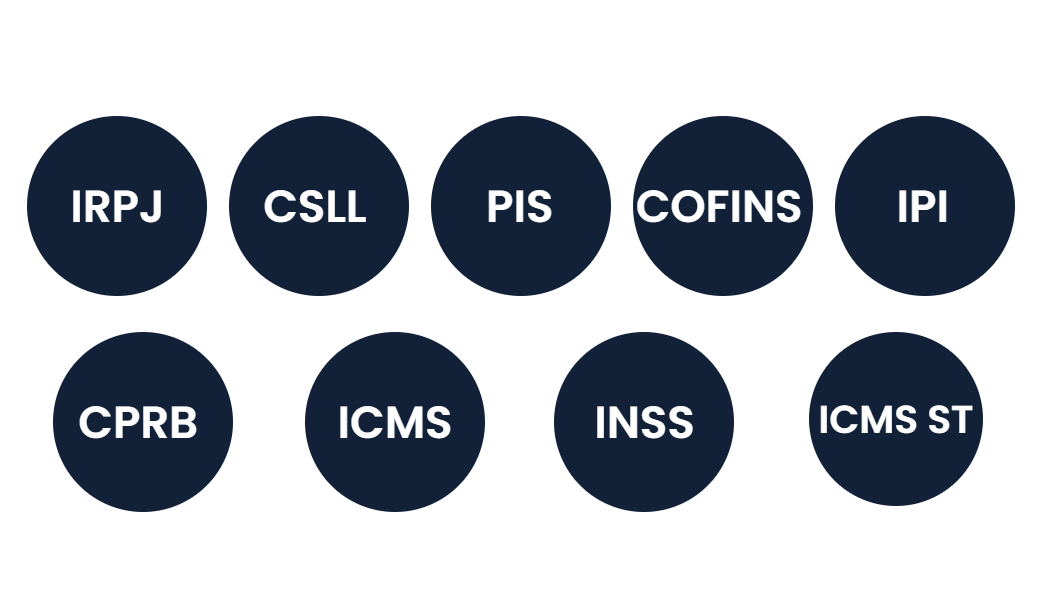 IRPJ
CSLL
PIS
COFINS
IPI
CPRB
ICMS
INSS
ICMS ST